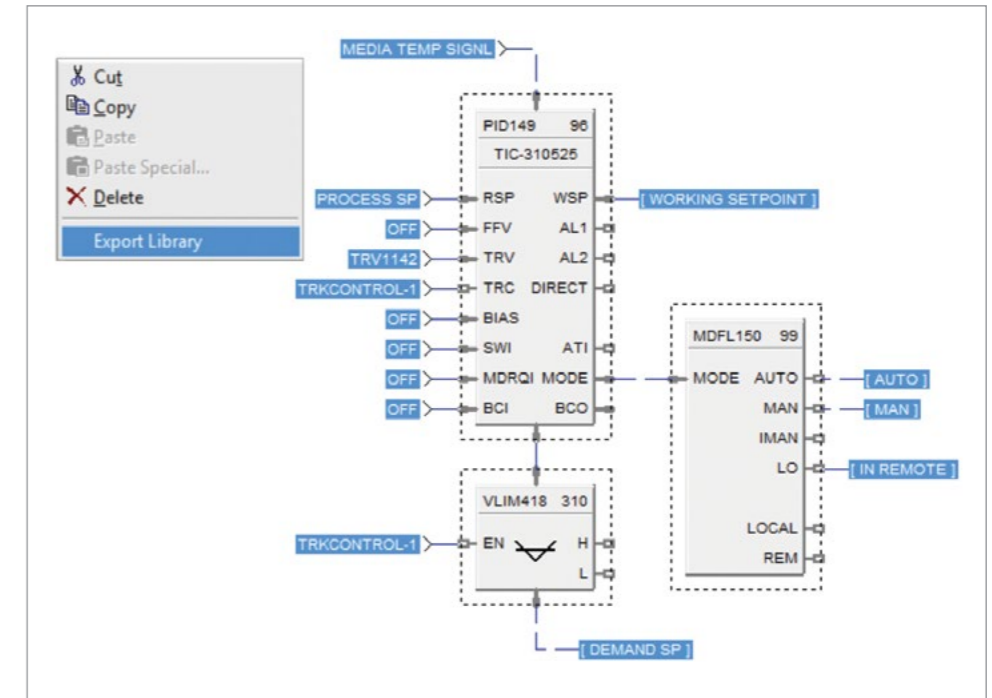 Cut
Copy
Paste
Paste Special...
Delete
Export Library
MEDIA TEMP SIGNL
PID149 96
TIC-310525
PROCESS SP RSP WSP [ WORKING SETPOINT ]
OFF FFV AL1
TRV1142 TRV AL2
TRKCONTROL-1 TRC DIRECT
OFF BIAS
OFF SWI ATI
OFF MDRQI MODE
OFF BCI BCO
MDFL150 99
MODE AUTO [ AUTO ]
MAN [ MAN ]
IMAN
LO [ IN REMOTE ]
LOCAL
REM
VLIM418 310
TRKCONTROL-1 EN H
L
[ DEMAND SP ]